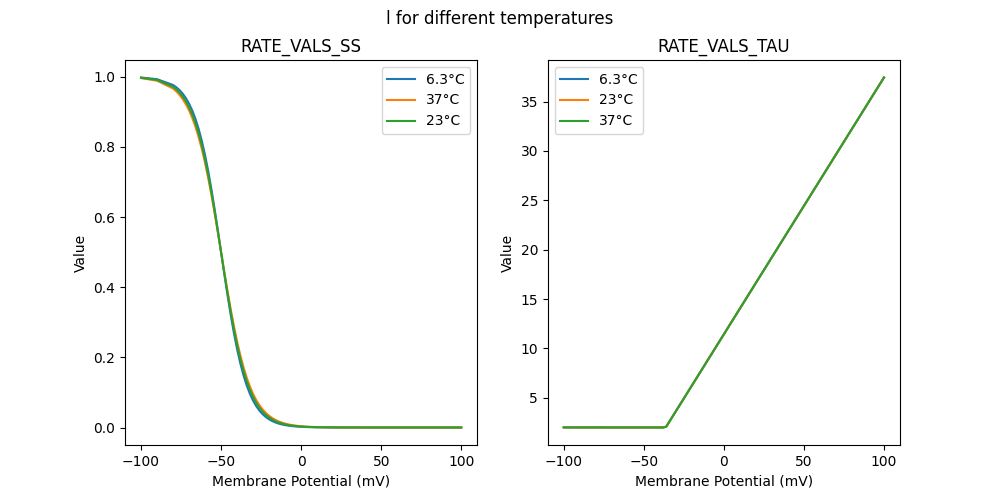 l for different temperatures
RATE_VALS_SS
RATE_VALS_TAU
6.3°C
37°C
23°C
6.3°C
23°C
37°C
1.0
0.8
0.6
0.4
0.2
0.0
Value
−100
−50
0
50
100
Membrane Potential (mV)
35
30
25
20
15
10
5
Value
−100
−50
0
50
100
Membrane Potential (mV)